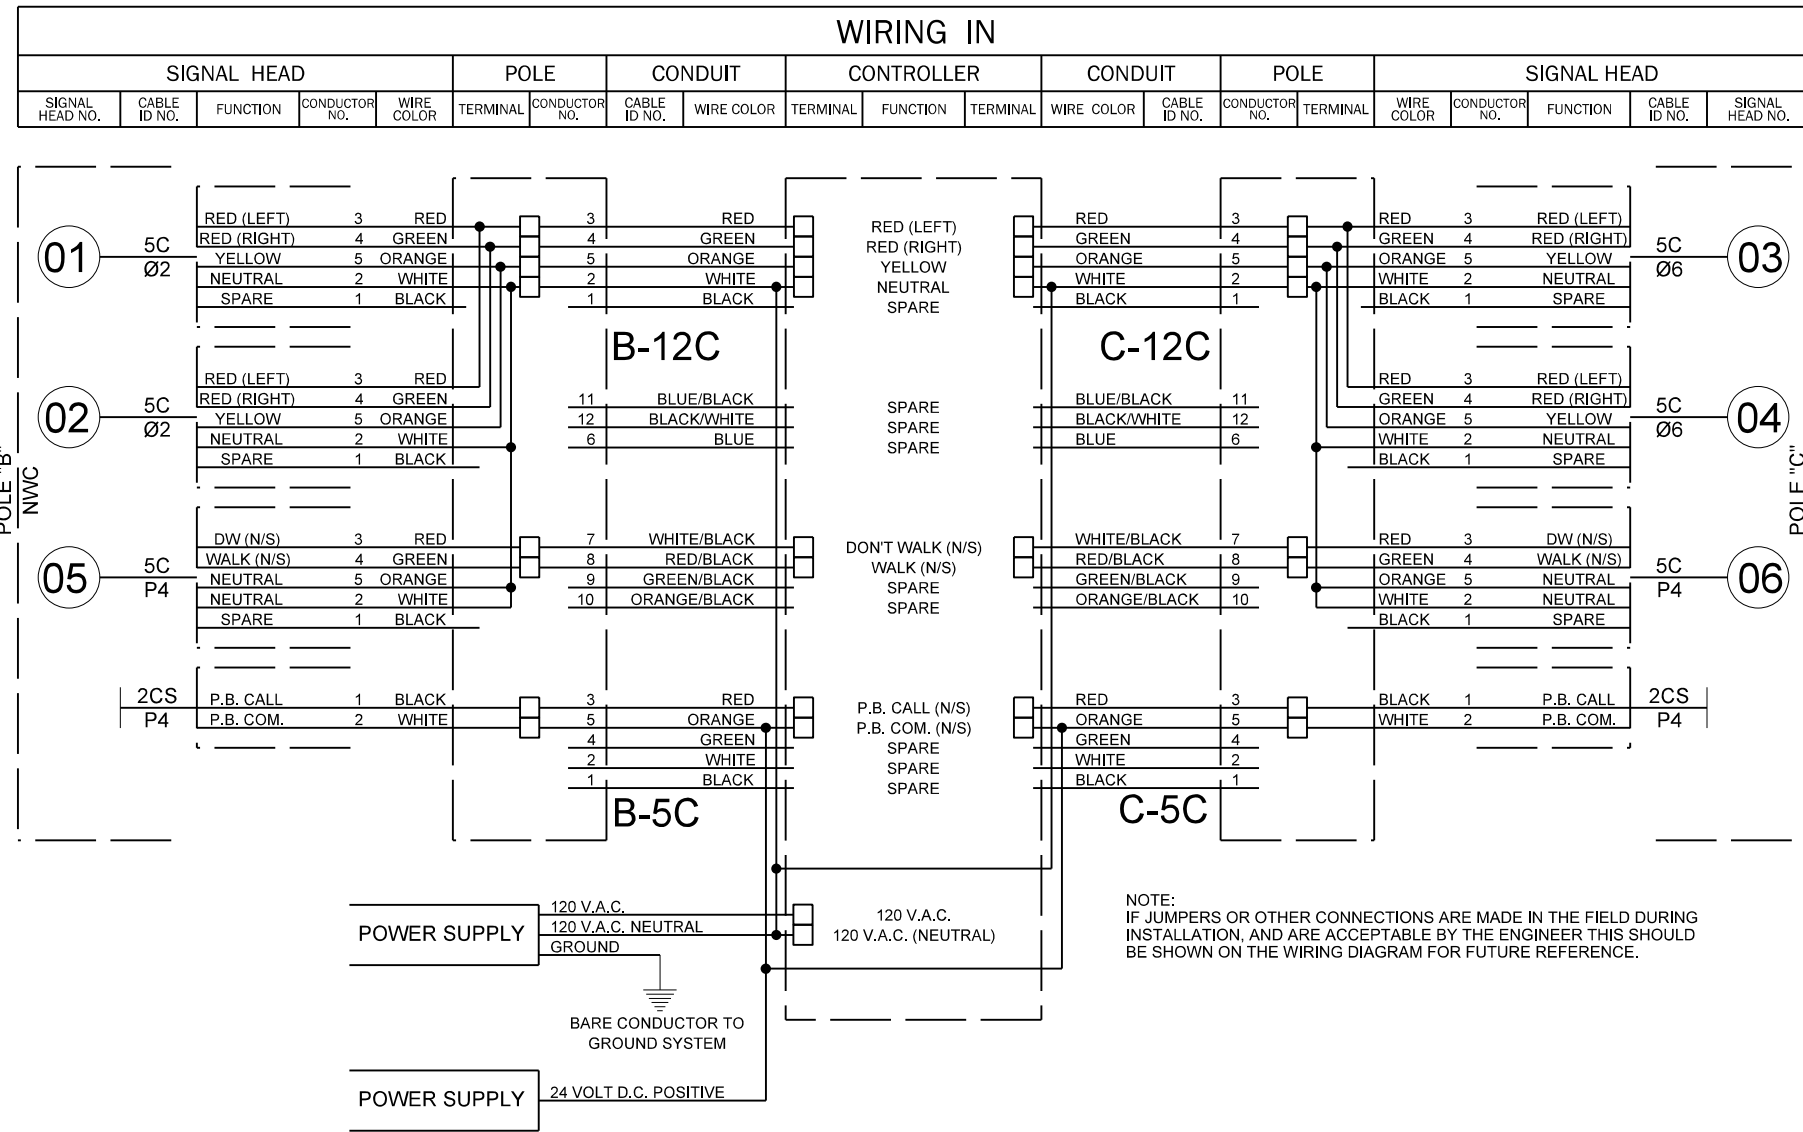 WIRING IN
SIGNAL HEAD POLE CONDUIT CONTROLLER CONDUIT POLE SIGNAL HEAD
SIGNAL HEAD NO. CABLE ID NO. FUNCTION CONDUCTOR NO. WIRE COLOR TERMINAL CONDUCTOR NO. CABLE ID NO. WIRE COLOR TERMINAL FUNCTION TERMINAL WIRE COLOR CABLE ID NO. CONDUCTOR NO. TERMINAL WIRE COLOR CONDUCTOR NO. FUNCTION CABLE ID NO. SIGNAL HEAD NO.
RED (LEFT) 3 RED 3 RED RED (LEFT) RED 3 RED 3 RED (LEFT)
RED (RIGHT) 4 GREEN 4 GREEN RED (RIGHT) GREEN 4 GREEN 4 RED (RIGHT)
01 5C Ø2 YELLOW 5 ORANGE 5 ORANGE YELLOW ORANGE 5 ORANGE 5 YELLOW 5C Ø6 03
NEUTRAL 2 WHITE 2 WHITE NEUTRAL WHITE 2 WHITE 2 NEUTRAL
SPARE 1 BLACK 1 BLACK SPARE BLACK 1 BLACK 1 SPARE
B-12C C-12C
RED (LEFT) 3 RED RED 3 RED (LEFT)
RED (RIGHT) 4 GREEN 11 BLUE/BLACK SPARE BLUE/BLACK 11 GREEN 4 RED (RIGHT)
02 5C Ø2 YELLOW 5 ORANGE 12 BLACK/WHITE SPARE BLACK/WHITE 12 ORANGE 5 YELLOW 5C Ø6 04
NEUTRAL 2 WHITE 6 BLUE SPARE BLUE 6 WHITE 2 NEUTRAL
SPARE 1 BLACK BLACK 1 SPARE
POLE "B"
NWC
POLE "C"
DW (N/S) 3 RED 7 WHITE/BLACK DON'T WALK (N/S) WHITE/BLACK 7 RED 3 DW (N/S)
WALK (N/S) 4 GREEN 8 RED/BLACK WALK (N/S) RED/BLACK 8 GREEN 4 WALK (N/S)
05 5C P4 NEUTRAL 5 ORANGE 9 GREEN/BLACK SPARE GREEN/BLACK 9 ORANGE 5 NEUTRAL 5C P4 06
NEUTRAL 2 WHITE 10 ORANGE/BLACK SPARE ORANGE/BLACK 10 WHITE 2 NEUTRAL
SPARE 1 BLACK BLACK 1 SPARE
2CS P.B. CALL 1 BLACK 3 RED P.B. CALL (N/S) RED 3 BLACK 1 P.B. CALL 2CS
P4 P.B. COM. 2 WHITE 5 ORANGE P.B. COM. (N/S) ORANGE 5 WHITE 2 P.B. COM. P4
4 GREEN SPARE GREEN 4
2 WHITE SPARE WHITE 2
1 BLACK SPARE BLACK 1
B-5C C-5C
POWER SUPPLY
120 V.A.C.
120 V.A.C. NEUTRAL
GROUND
120 V.A.C.
120 V.A.C. (NEUTRAL)
NOTE:
IF JUMPERS OR OTHER CONNECTIONS ARE MADE IN THE FIELD DURING
INSTALLATION, AND ARE ACCEPTABLE BY THE ENGINEER THIS SHOULD
BE SHOWN ON THE WIRING DIAGRAM FOR FUTURE REFERENCE.
BARE CONDUCTOR TO
GROUND SYSTEM
POWER SUPPLY 24 VOLT D.C. POSITIVE